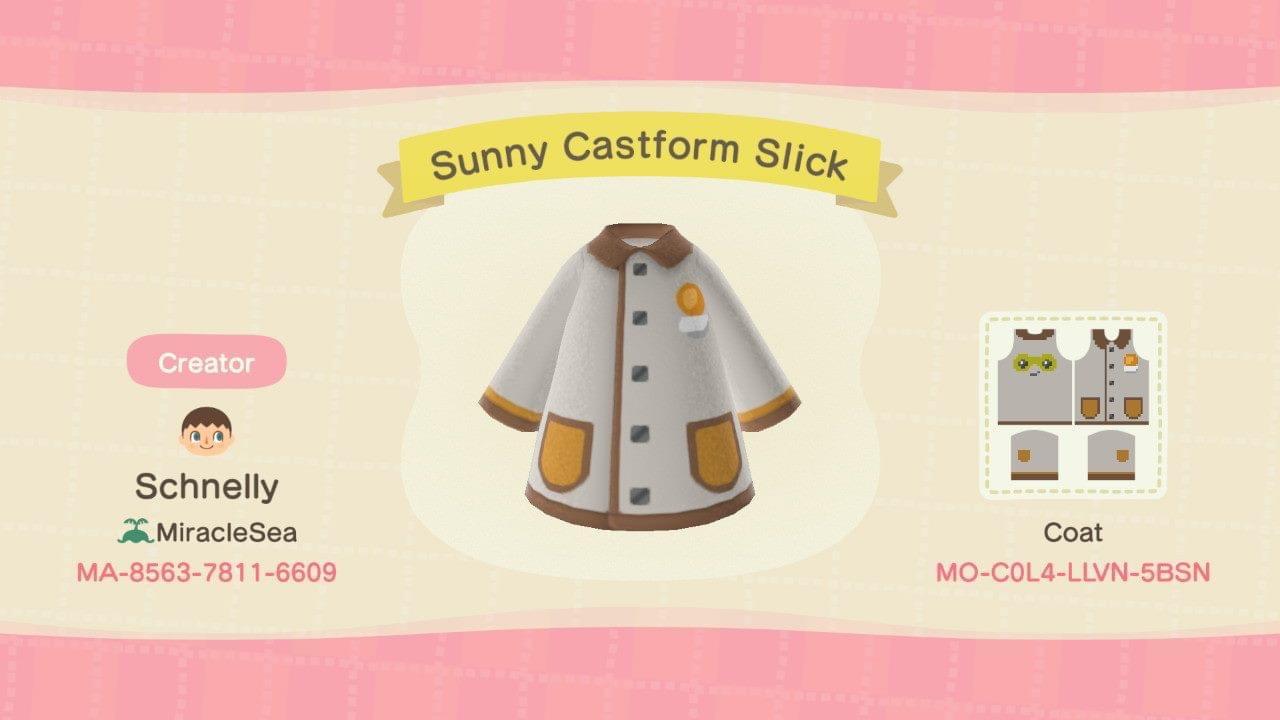 Sunny Castform Slick
Creator
Schnelly
MiracleSea
MA-8563-7811-6609
Coat
MO-C0L4-LLVN-5BSN